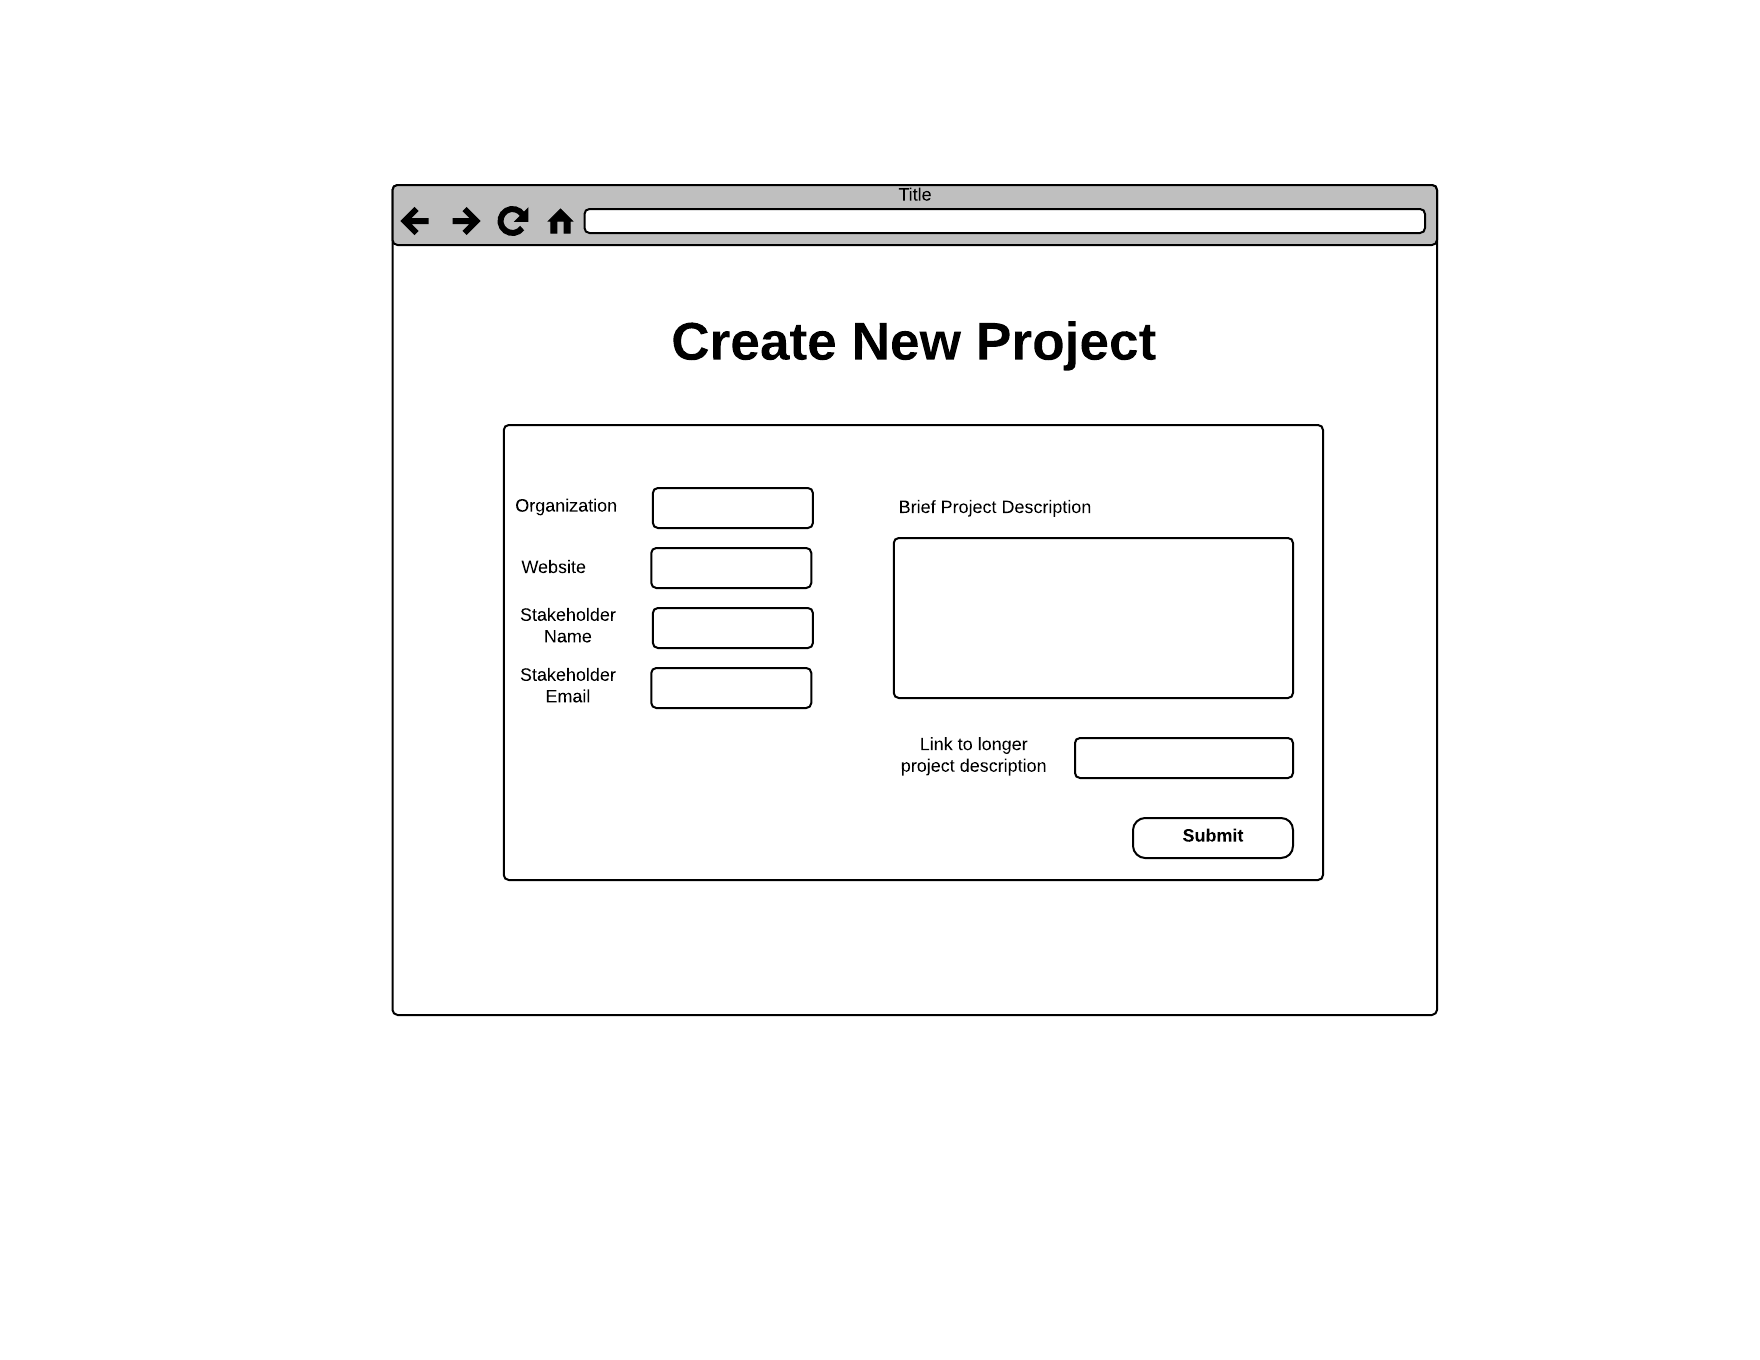 Title
Create New Project
Organization
Website
Stakeholder
Name
Stakeholder
Email
Brief Project Description
Link to longer
project description
Submit